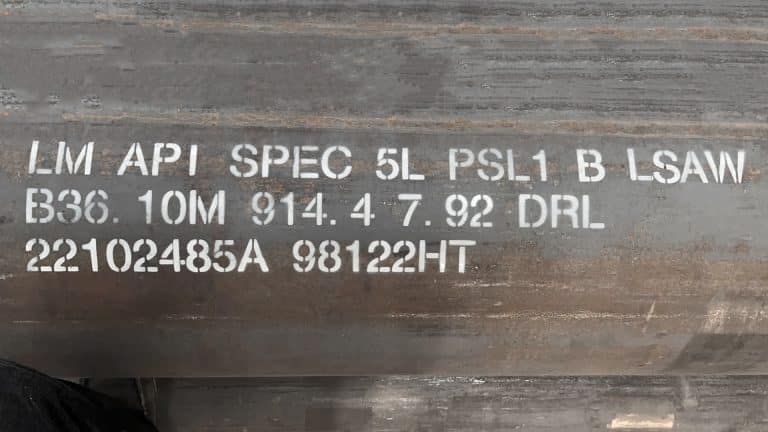 LM API SPEC 5L PSL1 B LSAW
B36.10M 914.4 7.92 DRL
22102485A 98122HT